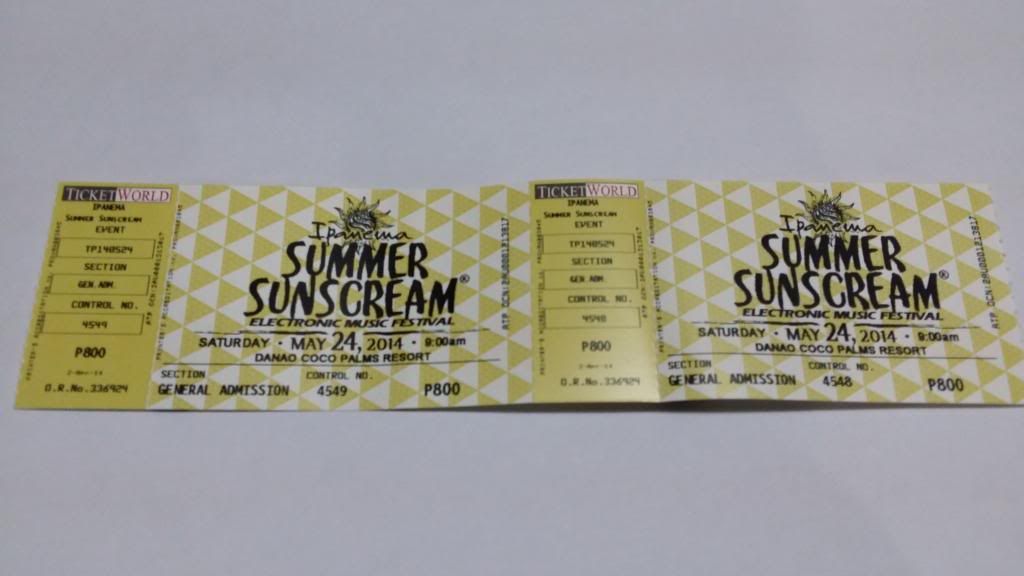 TICKETWORLD
IPANEMA
SUMMER SUNSCREAM
EVENT
TP140524
SECTION
GEN.ADM.
CONTROL NO.
4549
P800
O.R.No.336924
Ipanema
SUMMER
SUNSCREAM®
ELECTRONIC MUSIC FESTIVAL
SATURDAY · MAY 24, 2014 · 9:00am
DANAO COCO PALMS RESORT
SECTION CONTROL NO.
GENERAL ADMISSION 4549 P800
TICKETWORLD
IPANEMA
SUMMER SUNSCREAM
EVENT
TP140524
SECTION
GEN.ADM.
CONTROL NO.
4548
P800
O.R.No.336924
Ipanema
SUMMER
SUNSCREAM®
ELECTRONIC MUSIC FESTIVAL
SATURDAY · MAY 24, 2014 · 9:00am
DANAO COCO PALMS RESORT
SECTION CONTROL NO.
GENERAL ADMISSION 4548 P800